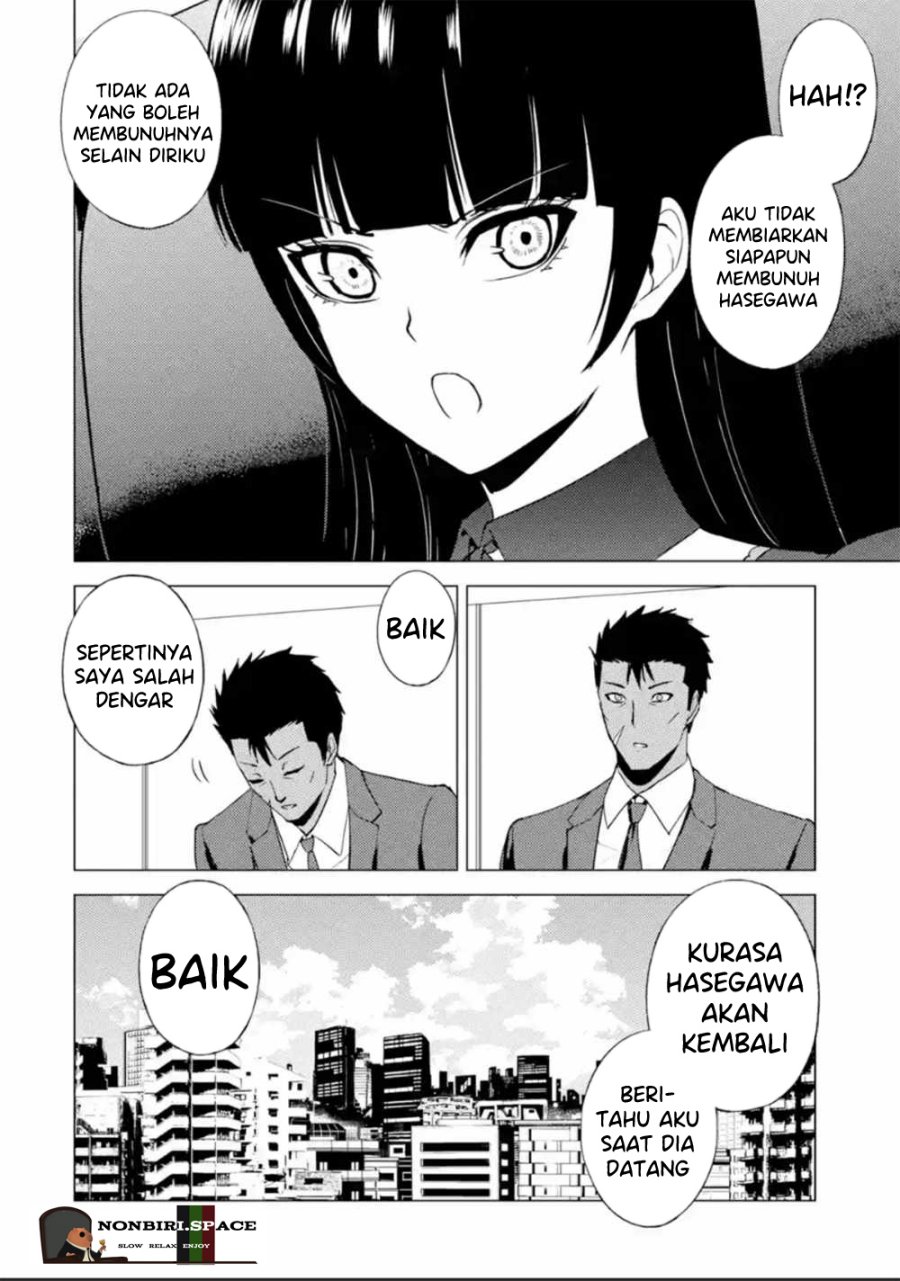 HAH!?
AKU TIDAK
MEMBIARKAN
SIAPAPUN
MEMBUNUH
HASEGAWA
TIDAK ADA
YANG BOLEH
MEMBUNUHNYA
SELAIN DIRIKU
BAIK
SEPERTINYA
SAYA SALAH
DENGAR
KURASA
HASEGAWA
AKAN
KEMBALI
BERI-
TAHU AKU
SAAT DIA
DATANG
BAIK
NONBIRI.SPACE
SLOW RELAX ENJOY